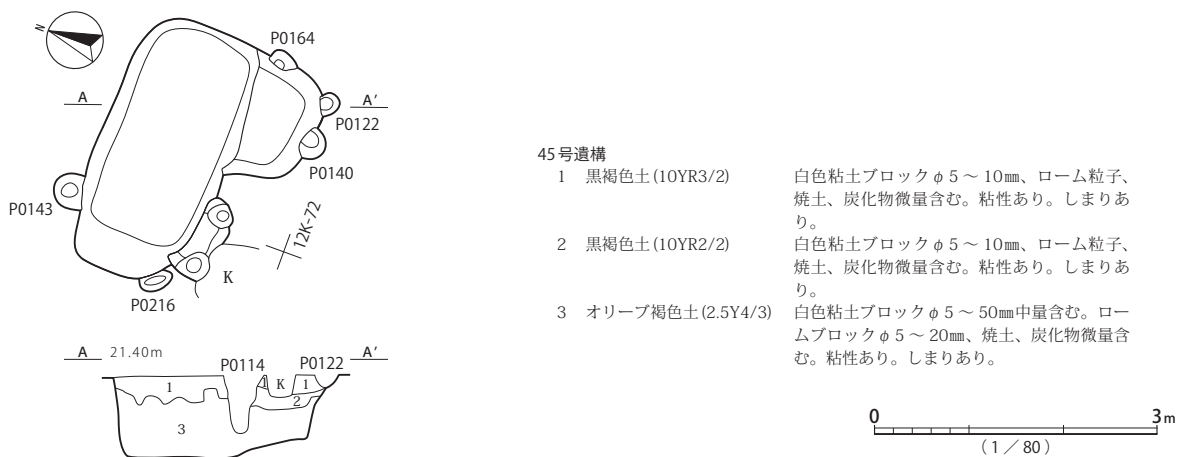 N
P0164
A
A′
P0122
P0140
P0143
12K-72
K
P0216
A 21.40m
P0114
P0122
A′
1
1
K
1
2
3
45号遺構
1 黒褐色土(10YR3/2) 白色粘土ブロックφ5～10㎜、ローム粒子、
焼土、炭化物微量含む。粘性あり。しまりあ
り。
2 黒褐色土(10YR2/2) 白色粘土ブロックφ5～10㎜、ローム粒子、
焼土、炭化物微量含む。粘性あり。しまりあ
り。
3 オリーブ褐色土(2.5Y4/3) 白色粘土ブロックφ5～50㎜中量含む。ロー
ムブロックφ5～20㎜、焼土、炭化物微量含
む。粘性あり。しまりあり。
0 3m
（1／80）